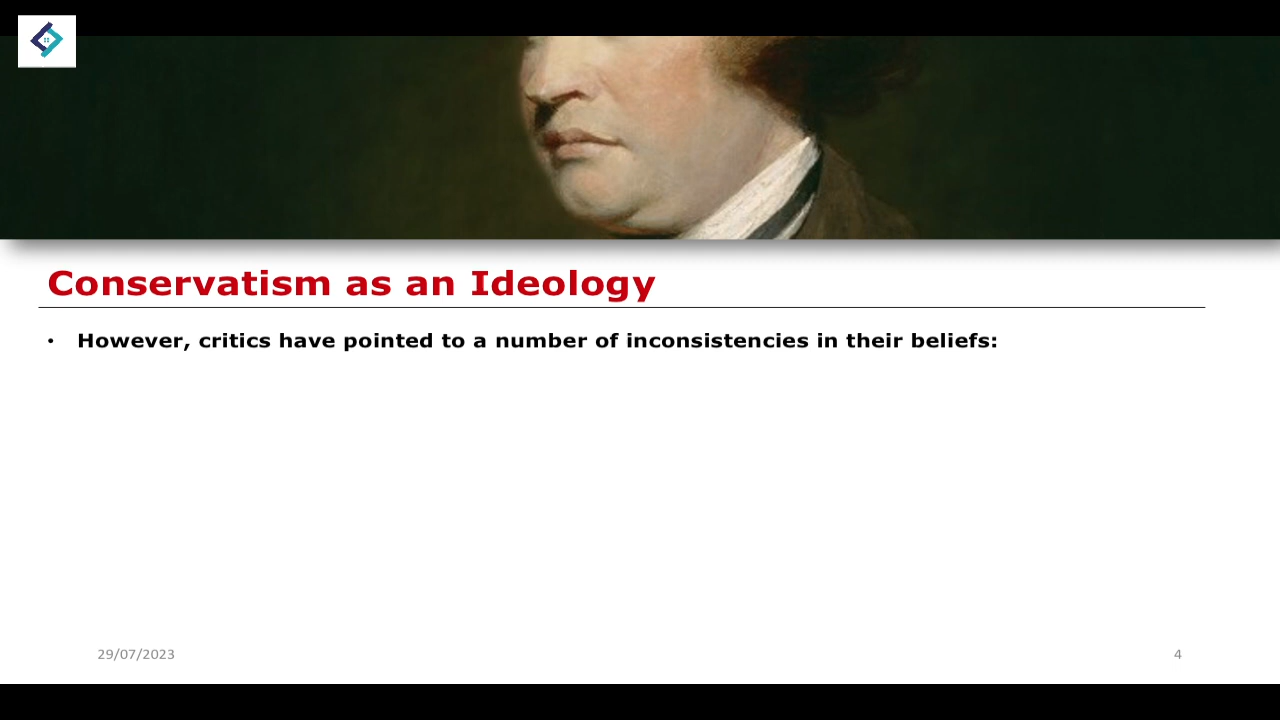 Conservatism as an Ideology
• However, critics have pointed to a number of inconsistencies in their beliefs:
29/07/2023
4